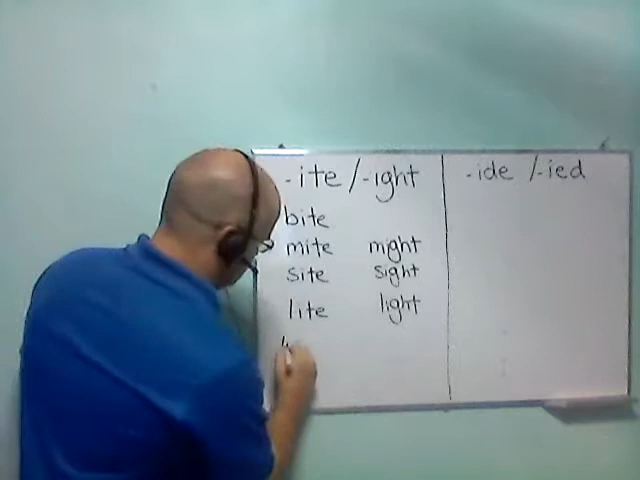 -ite /-ight -ide /-ied
bite
mite might
site sight
lite light